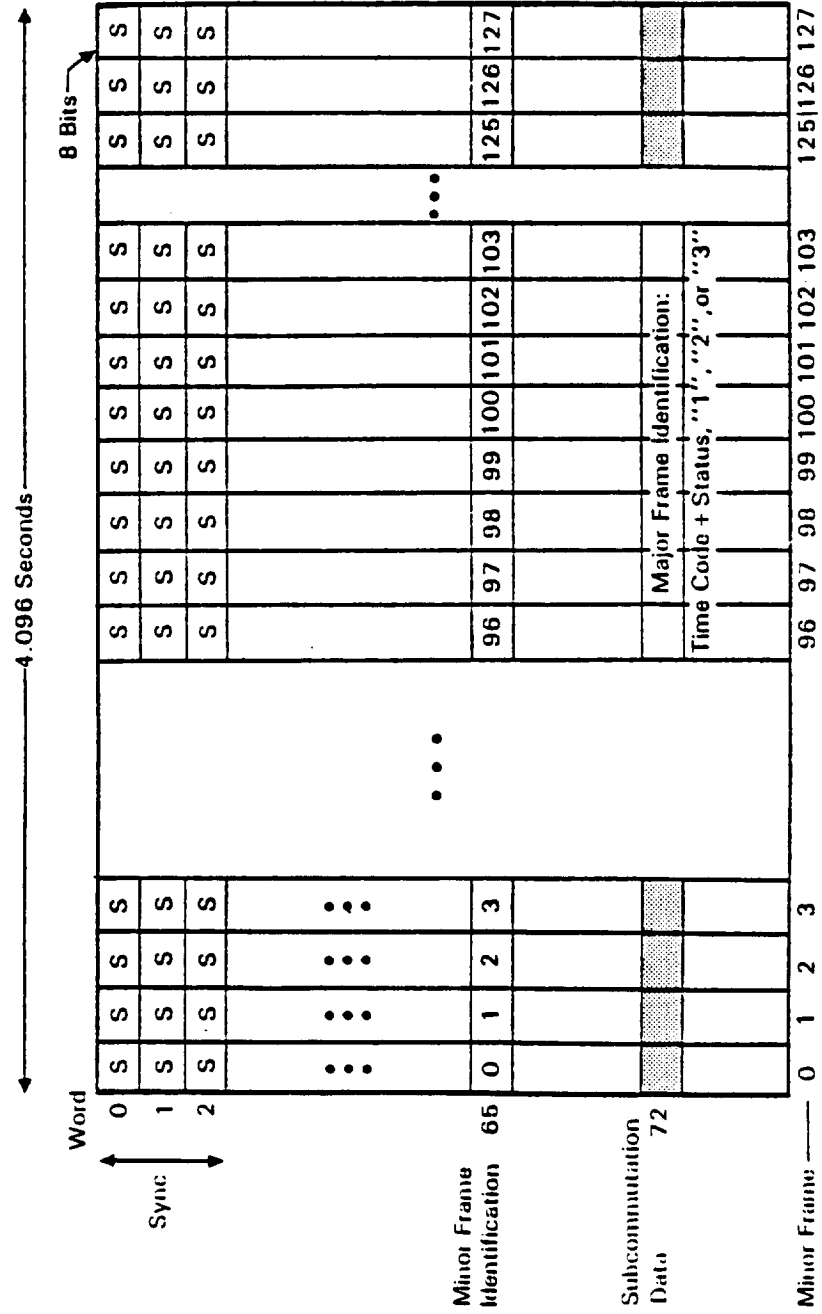 4.096 Seconds
8 Bits
Word
Sync
0 S S S S S S S S S S S S S S S
1 S S S S S S S S S S S S S S S
2 S S S S S S S S S S S S S S S
Minor Frame
Identification
65 0 1 2 3 96 97 98 99 100 101 102 103 125 126 127
Subcommutation
Data
72
Major Frame Identification:
Time Code + Status, "1", "2", or "3"
Minor Frame 0 1 2 3 96 97 98 99 100 101 102 103 125 126 127